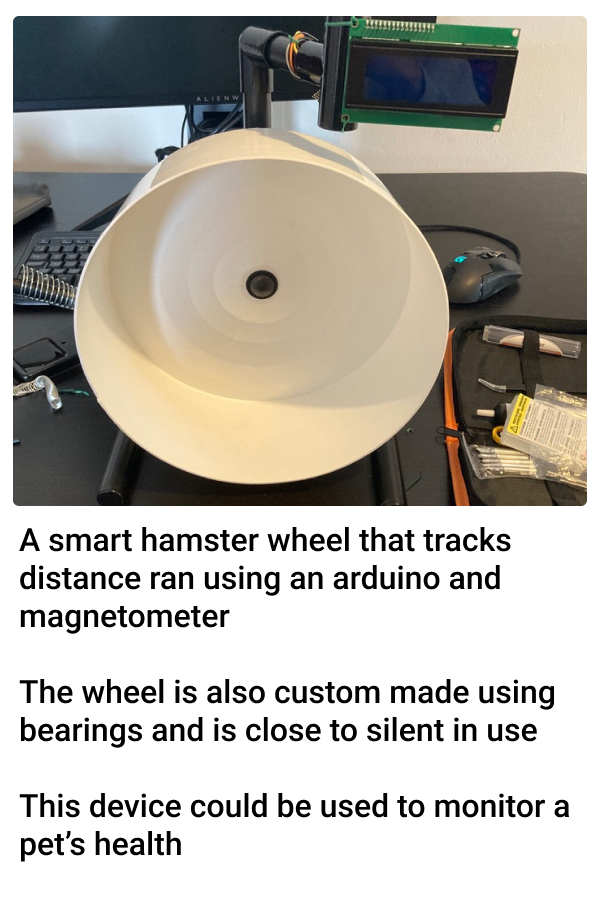 ALIENW
A smart hamster wheel that tracks
distance ran using an arduino and
magnetometer
The wheel is also custom made using
bearings and is close to silent in use
This device could be used to monitor a
pet’s health